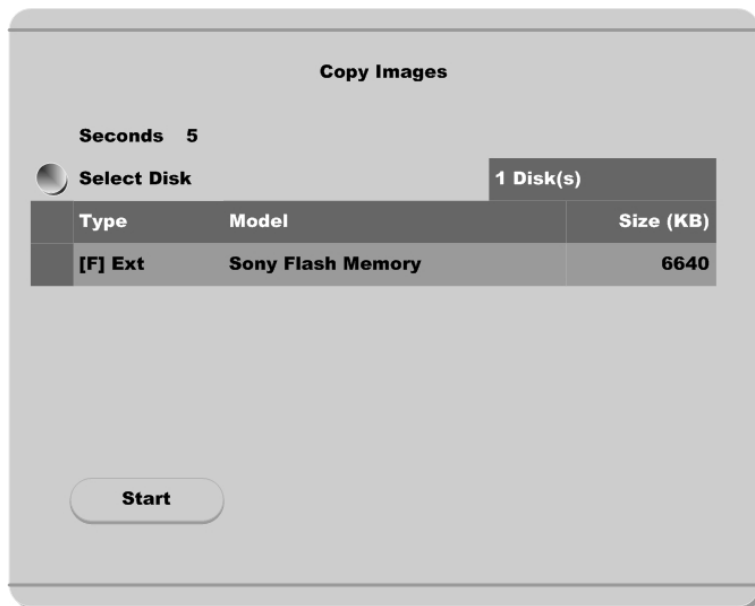 Copy Images
Seconds 5
Select Disk 1 Disk(s)
Type Model Size (KB)
[F] Ext Sony Flash Memory 6640
Start